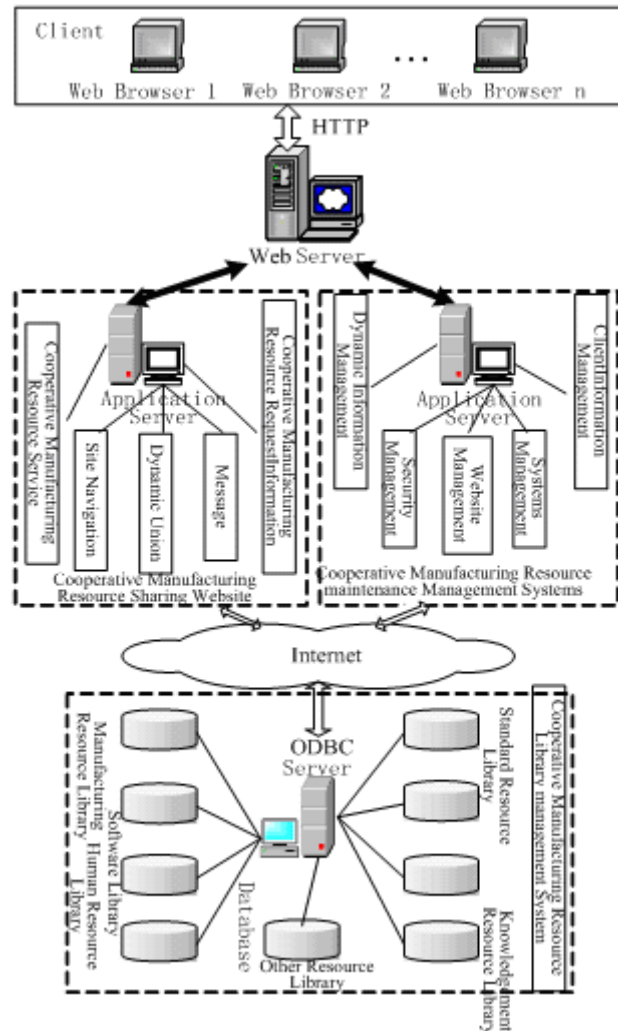 Client
Web Browser 1
Web Browser 2
...
Web Browser n
HTTP
Web Server
Cooperative Manufacturing
Resource Service
Application
Server
Site Navigation
Dynamic Union
Message
Cooperative Manufacturing
Resource RequestInformation
Cooperative Manufacturing
Resource Sharing Website
Dynamic Information
Management
Application
Server
Security
Management
Website
Management
Systems
Management
ClientInformation
Management
Cooperative Manufacturing Resource
maintenance Management Systems
Internet
ODBC
Server
Manufacturing
Resource Library
Software Library
Human Resource
Library
Database
Other Resource
Library
Standard Resource
Library
Knowledgement
Resource Library
Cooperative Manufacturing Resource
Library management System